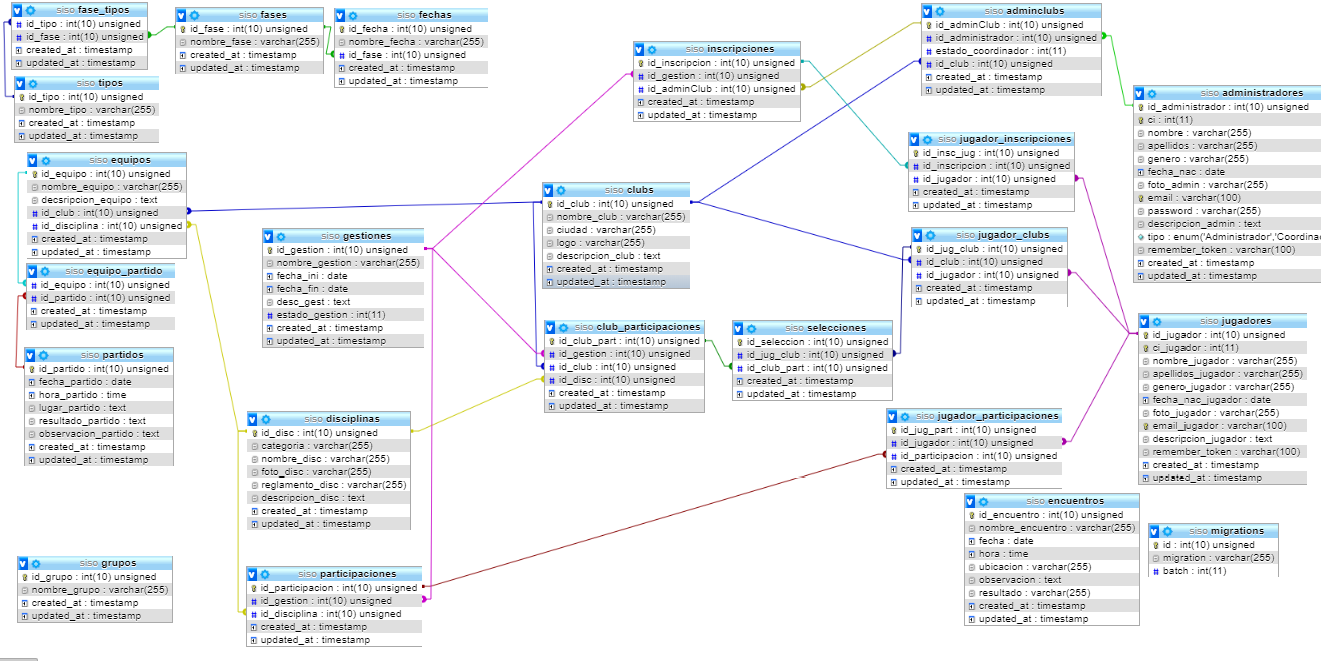 siso fase_tipos
id_tipo : int(10) unsigned
id_fase : int(10) unsigned
created_at : timestamp
updated_at : timestamp
siso fases
id_fase : int(10) unsigned
nombre_fase : varchar(255)
created_at : timestamp
updated_at : timestamp
siso fechas
id_fecha : int(10) unsigned
nombre_fecha : varchar(255)
id_fase : int(10) unsigned
created_at : timestamp
updated_at : timestamp
siso tipos
id_tipo : int(10) unsigned
nombre_tipo : varchar(255)
created_at : timestamp
updated_at : timestamp
siso inscripciones
id_inscripcion : int(10) unsigned
id_gestion : int(10) unsigned
id_adminClub : int(10) unsigned
created_at : timestamp
updated_at : timestamp
siso adminclubs
id_adminClub : int(10) unsigned
id_administrador : int(10) unsigned
estado_coordinador : int(11)
id_club : int(10) unsigned
created_at : timestamp
updated_at : timestamp
siso administradores
id_administrador : int(10) unsigned
ci : int(11)
nombre : varchar(255)
apellidos : varchar(255)
genero : varchar(255)
fecha_nac : date
foto_admin : varchar(255)
email : varchar(100)
password : varchar(255)
descripcion_admin : text
tipo : enum('Administrador','Coordina
remember_token : varchar(100)
created_at : timestamp
updated_at : timestamp
siso equipos
id_equipo : int(10) unsigned
nombre_equipo : varchar(255)
decsripcion_equipo : text
id_club : int(10) unsigned
id_disciplina : int(10) unsigned
created_at : timestamp
updated_at : timestamp
siso jugador_inscripciones
id_insc_jug : int(10) unsigned
id_inscripcion : int(10) unsigned
id_jugador : int(10) unsigned
created_at : timestamp
updated_at : timestamp
siso clubs
id_club : int(10) unsigned
nombre_club : varchar(255)
ciudad : varchar(255)
logo : varchar(255)
descripcion_club : text
created_at : timestamp
updated_at : timestamp
siso gestiones
id_gestion : int(10) unsigned
nombre_gestion : varchar(255)
fecha_ini : date
fecha_fin : date
desc_gest : text
estado_gestion : int(11)
created_at : timestamp
updated_at : timestamp
siso jugador_clubs
id_jug_club : int(10) unsigned
id_club : int(10) unsigned
id_jugador : int(10) unsigned
created_at : timestamp
updated_at : timestamp
siso equipo_partido
id_equipo : int(10) unsigned
id_partido : int(10) unsigned
created_at : timestamp
updated_at : timestamp
siso club_participaciones
id_club_part : int(10) unsigned
id_gestion : int(10) unsigned
id_club : int(10) unsigned
id_disc : int(10) unsigned
created_at : timestamp
updated_at : timestamp
siso selecciones
id_seleccion : int(10) unsigned
id_jug_club : int(10) unsigned
id_club_part : int(10) unsigned
created_at : timestamp
updated_at : timestamp
siso jugadores
id_jugador : int(10) unsigned
ci_jugador : int(11)
nombre_jugador : varchar(255)
apellidos_jugador : varchar(255)
genero_jugador : varchar(255)
fecha_nac_jugador : date
foto_jugador : varchar(255)
email_jugador : varchar(100)
descripcion_jugador : text
remember_token : varchar(100)
created_at : timestamp
updated_at : timestamp
siso partidos
id_partido : int(10) unsigned
fecha_partido : date
hora_partido : time
lugar_partido : text
resultado_partido : text
observacion_partido : text
created_at : timestamp
updated_at : timestamp
siso disciplinas
id_disc : int(10) unsigned
categoria : varchar(255)
nombre_disc : varchar(255)
foto_disc : varchar(255)
reglamento_disc : varchar(255)
descripcion_disc : text
created_at : timestamp
updated_at : timestamp
siso jugador_participaciones
id_jug_part : int(10) unsigned
id_jugador : int(10) unsigned
id_participacion : int(10) unsigned
created_at : timestamp
updated_at : timestamp
siso encuentros
id_encuentro : int(10) unsigned
nombre_encuentro : varchar(255)
fecha : date
hora : time
ubicacion : varchar(255)
observacion : text
resultado : varchar(255)
created_at : timestamp
updated_at : timestamp
siso migrations
id : int(10) unsigned
migration : varchar(255)
batch : int(11)
siso grupos
id_grupo : int(10) unsigned
nombre_grupo : varchar(255)
created_at : timestamp
updated_at : timestamp
siso participaciones
id_participacion : int(10) unsigned
id_gestion : int(10) unsigned
id_disciplina : int(10) unsigned
created_at : timestamp
updated_at : timestamp